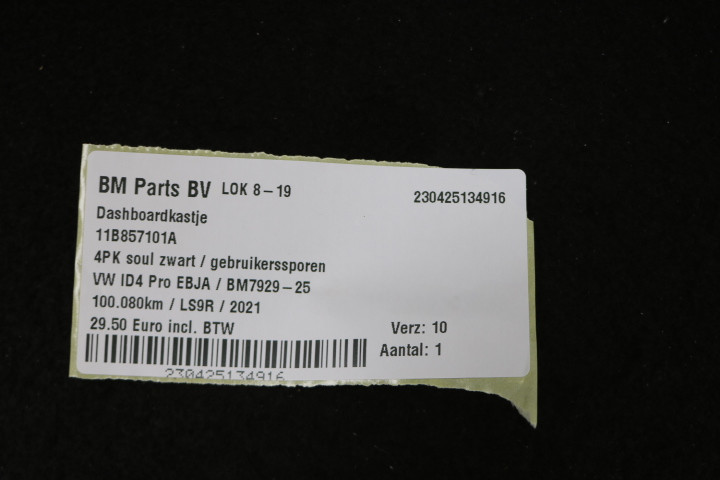 BM Parts BV LOK 8-19 230425134916
Dashboardkastje
11B857101A
4PK soul zwart / gebruikerssporen
VW ID4 Pro EBJA / BM7929-25
100.080km / LS9R / 2021
29.50 Euro incl. BTW Verz: 10
Aantal: 1
230425134916